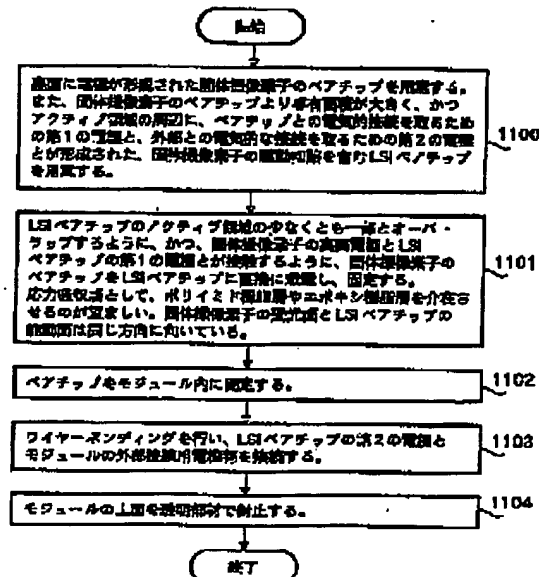 開始
裏面に電極が形成された固体撮像素子のベアチップを用意する。
また、固体撮像素子のベアチップより専有面積が大きく、かつ
アクティブ領域の周辺に、ベアチップとの電気的接続を取るため
の第1の電極と、外部との電気的な接続を取るための第2の電極
とが形成された、固体撮像素子の駆動回路を含むLSIベアチップ
を用意する。
1100
LSIベアチップのアクティブ領域の少なくとも一部とオーバ・
ラップするように、かつ、固体撮像素子の裏面電極とLSI
ベアチップの第1の電極とが接触するように、固体撮像素子の
ベアチップをLSIベアチップに直接に載置し、固定する。
応力吸収層として、ポリイミド樹脂層やエポキシ樹脂層を介在さ
せるのが望ましい。固体撮像素子の受光面とLSIベアチップの
能動面は同じ方向に向いている。
1101
ベアチップをモジュール内に固定する。
1102
ワイヤーボンディングを行い、LSIベアチップの第2の電極と
モジュールの外部接続用電極材を接続する。
1103
モジュールの上面を透明部材で封止する。
1104
終了